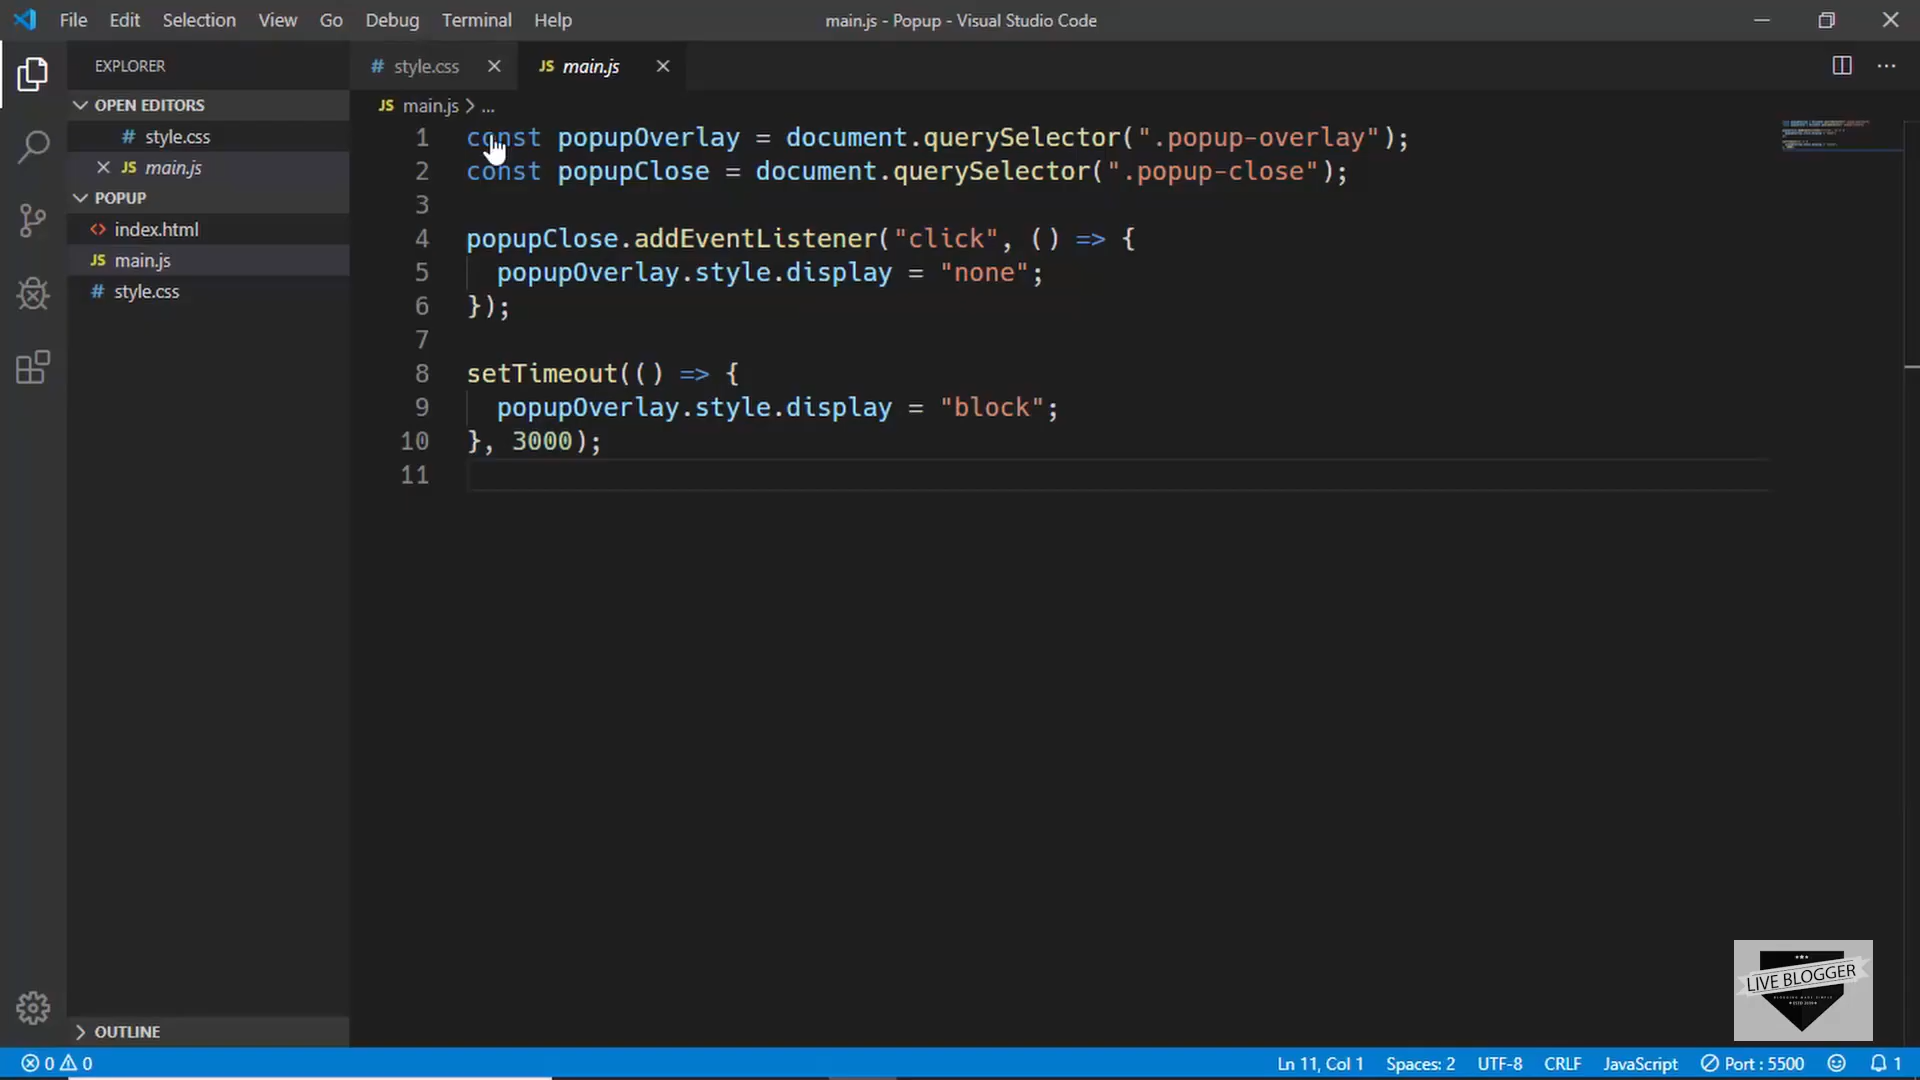 File Edit Selection View Go Debug Terminal Help
main.js - Popup - Visual Studio Code
EXPLORER
OPEN EDITORS
# style.css
JS main.js
POPUP
<> index.html
JS main.js
# style.css
OUTLINE
# style.css
JS main.js
JS main.js > ...
1 const popupOverlay = document.querySelector(".popup-overlay");
2 const popupClose = document.querySelector(".popup-close");
3
4 popupClose.addEventListener("click", () => {
5 popupOverlay.style.display = "none";
6 });
7
8 setTimeout(() => {
9 popupOverlay.style.display = "block";
10 }, 3000);
11
LIVE BLOGGER
0 0
Ln 11, Col 1 Spaces: 2 UTF-8 CRLF JavaScript Port : 5500 1